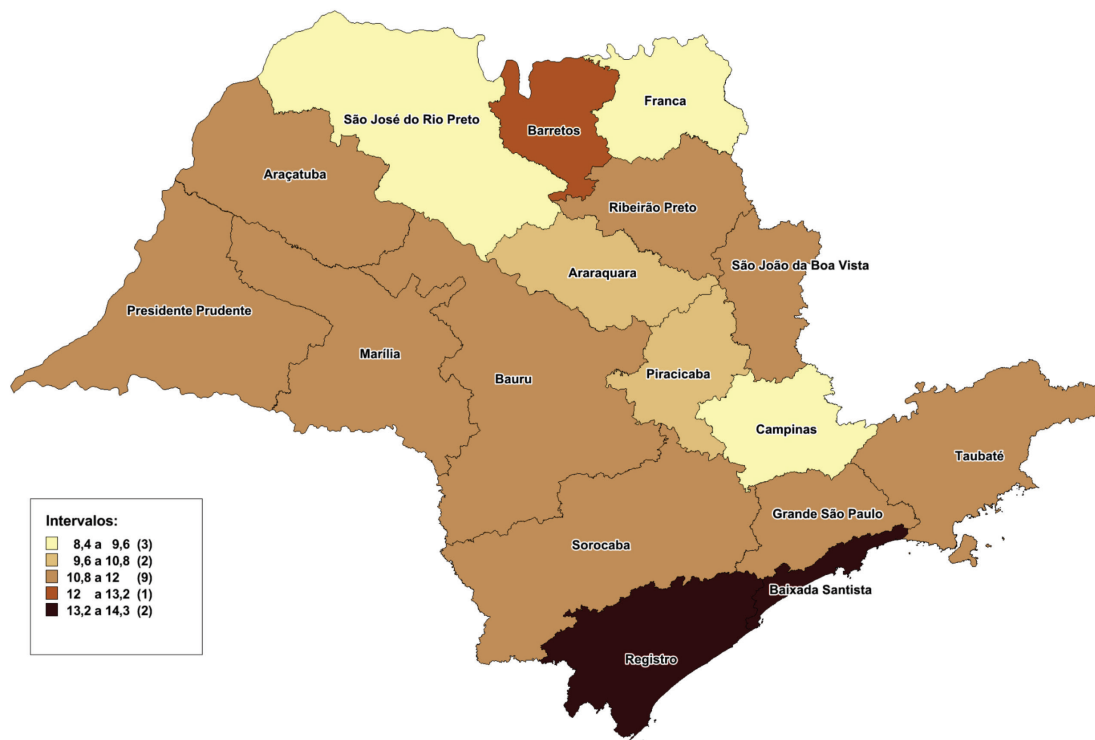 Franca
São José do Rio Preto
Barretos
Araçatuba
Ribeirão Preto
São João da Boa Vista
Araraquara
Presidente Prudente
Marília
Piracicaba
Bauru
Campinas
Taubaté
Grande São Paulo
Sorocaba
Baixada Santista
Registro
Intervalos:
8,4 a 9,6 (3)
9,6 a 10,8 (2)
10,8 a 12 (9)
12 a 13,2 (1)
13,2 a 14,3 (2)